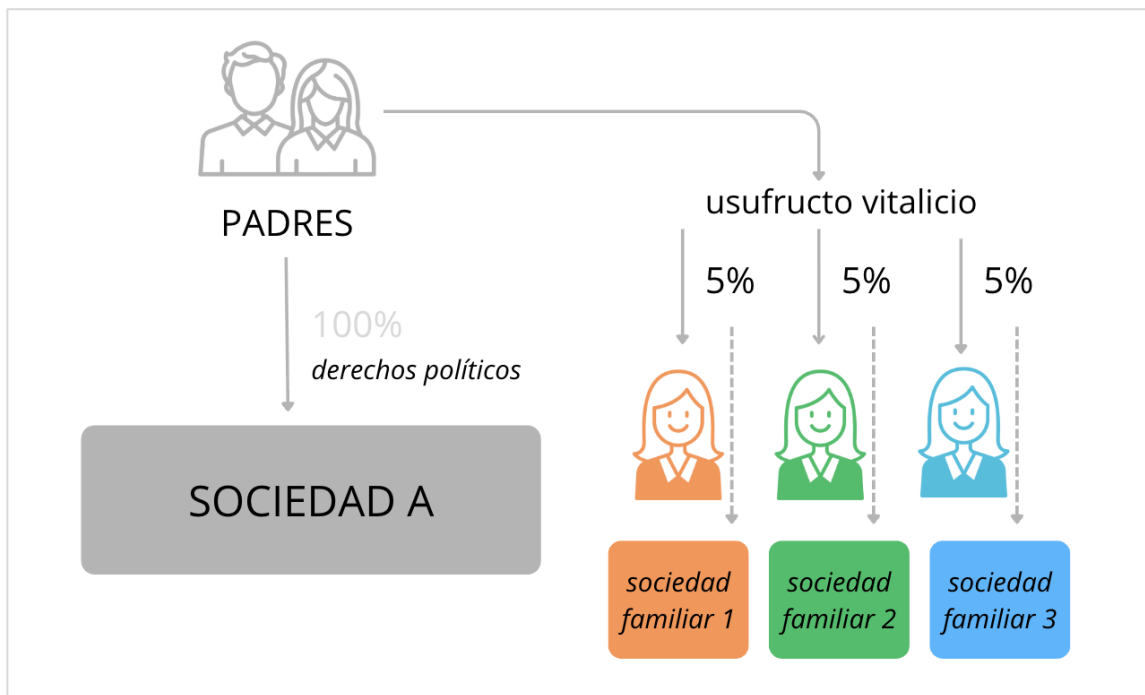 PADRES
100%
derechos políticos
SOCIEDAD A
usufructo vitalicio
5%
5%
5%
sociedad
familiar 1
sociedad
familiar 2
sociedad
familiar 3